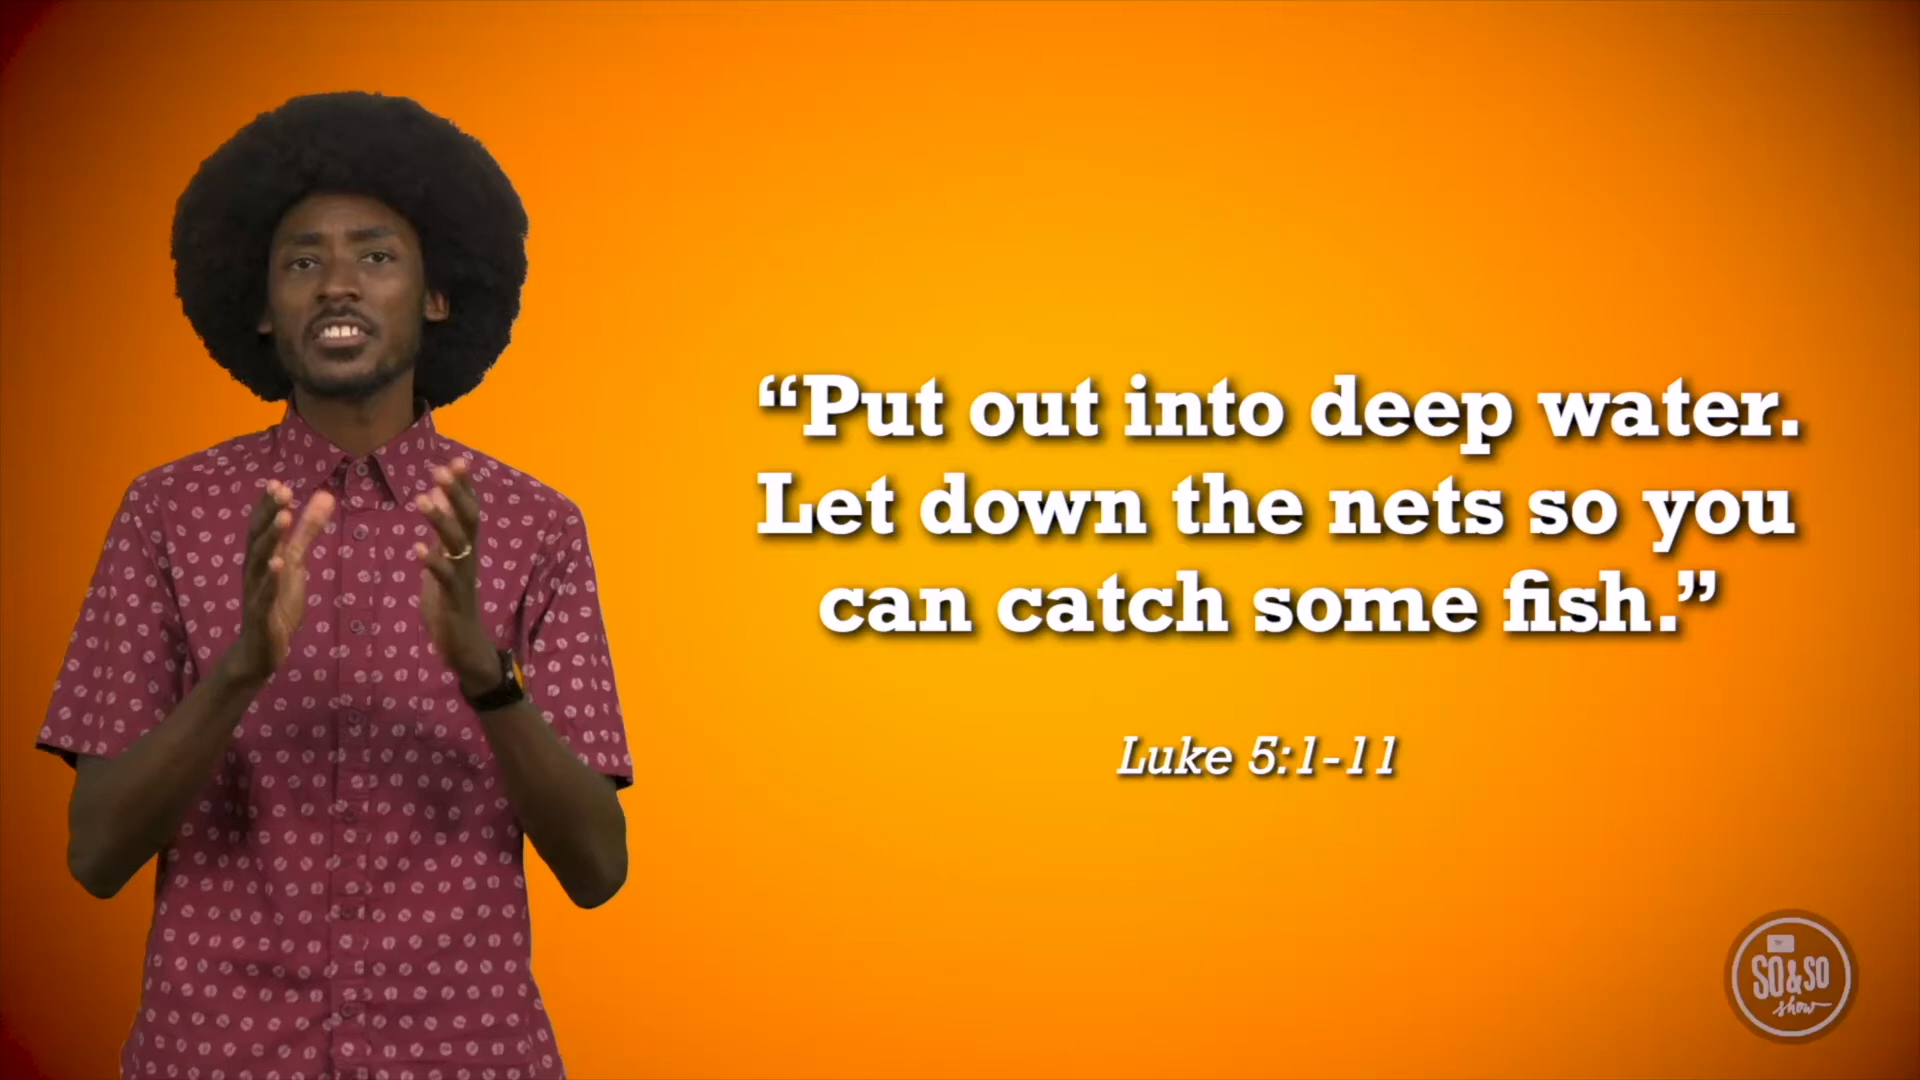 “Put out into deep water.
Let down the nets so you
can catch some fish.”
Luke 5:1-11
SO & SO
show